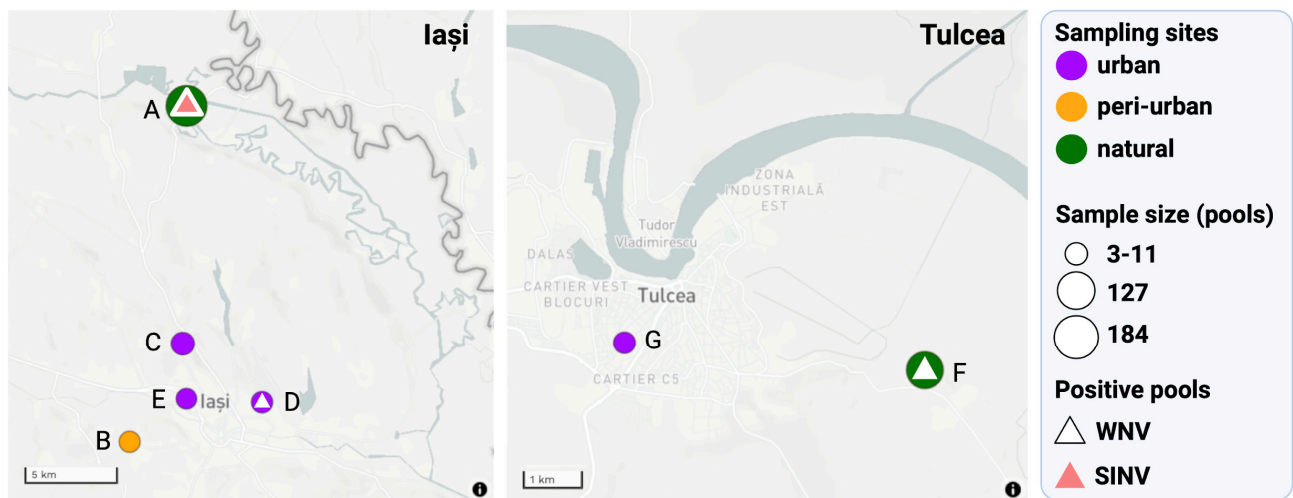 Iași
A
C
E
Iași
D
B
5 km
Tulcea
ZONA
INDUSTRIALĂ
EST
Tudor
Vladimirescu
DALAS
CARTIER VEST
BLOCURI
Tulcea
G
CARTIER C5
F
1 km
Sampling sites
urban
peri-urban
natural
Sample size (pools)
3-11
127
184
Positive pools
WNV
SINV